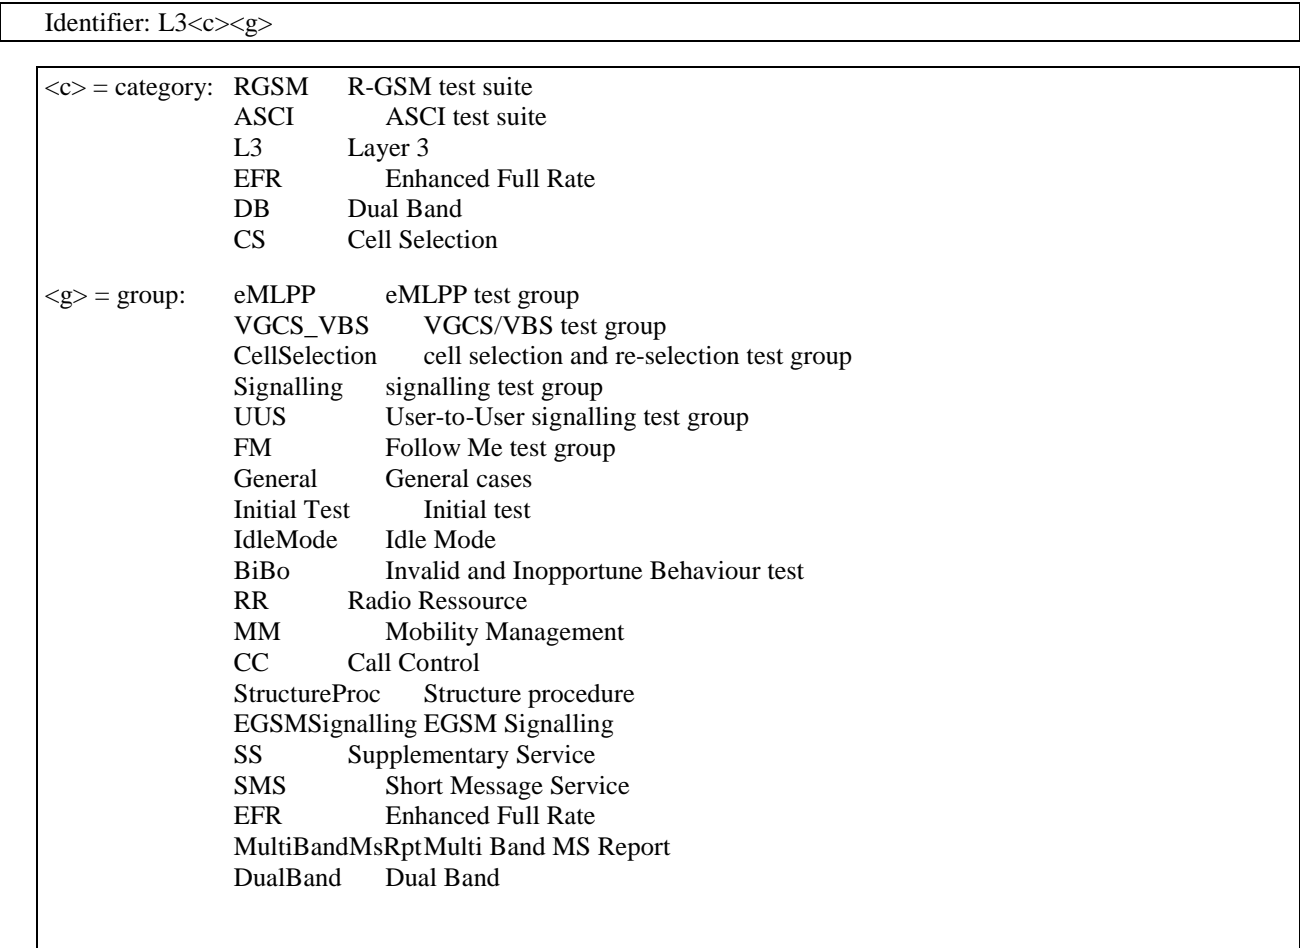 Identifier: L3<c><g>
<c> = category: RGSM R-GSM test suite
ASCI ASCI test suite
L3 Layer 3
EFR Enhanced Full Rate
DB Dual Band
CS Cell Selection
<g> = group: eMLPP eMLPP test group
VGCS_VBS VGCS/VBS test group
CellSelection cell selection and re-selection test group
Signalling signalling test group
UUS User-to-User signalling test group
FM Follow Me test group
General General cases
Initial Test Initial test
IdleMode Idle Mode
BiBo Invalid and Inopportune Behaviour test
RR Radio Ressource
MM Mobility Management
CC Call Control
StructureProc Structure procedure
EGSMSignalling EGSM Signalling
SS Supplementary Service
SMS Short Message Service
EFR Enhanced Full Rate
MultiBandMsRptMulti Band MS Report
DualBand Dual Band